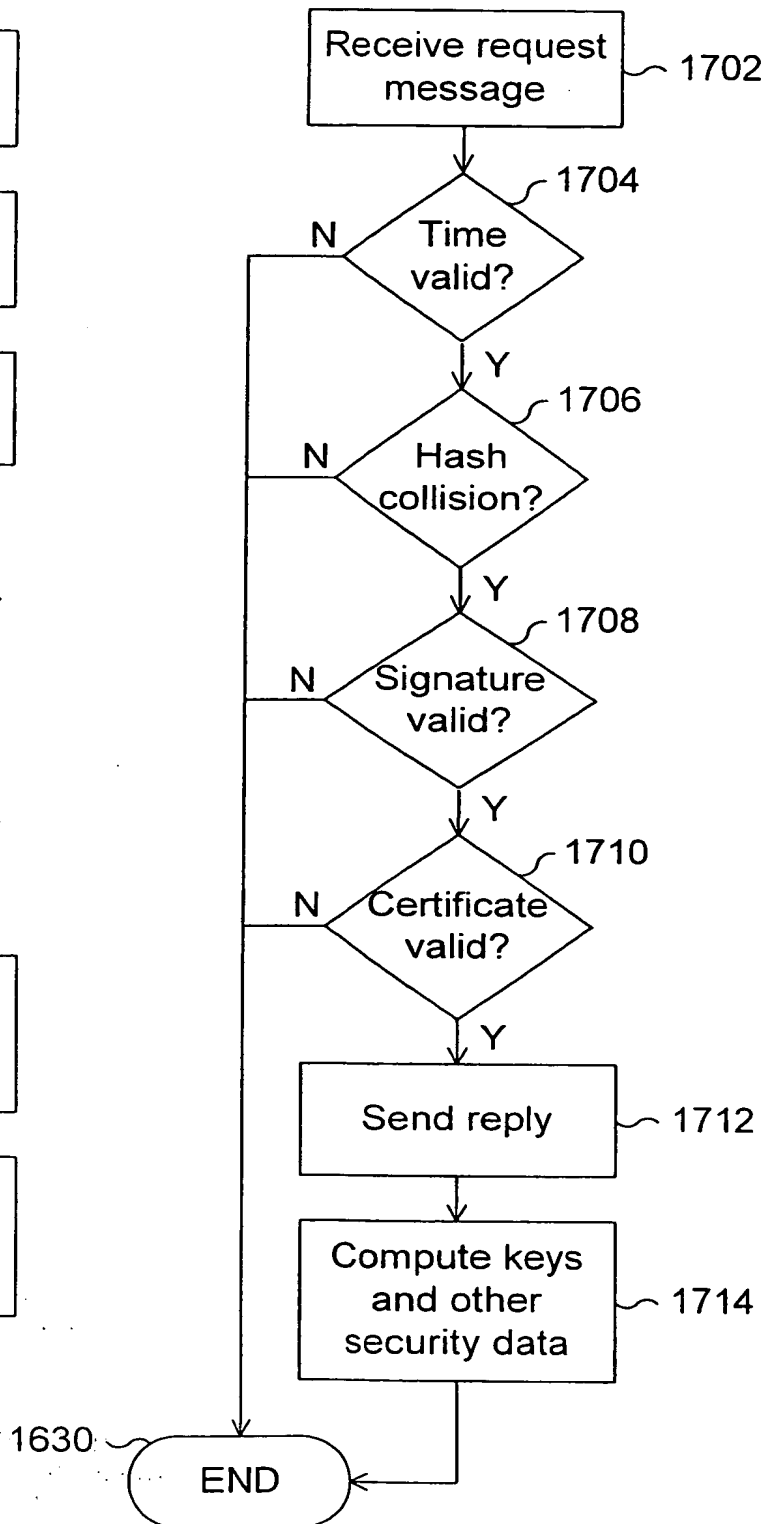 Receive request
message
1702
1704
Time
valid?
N
Y
1706
Hash
collision?
N
Y
1708
Signature
valid?
N
Y
1710
Certificate
valid?
N
Y
Send reply
1712
Compute keys
and other
security data
1714
1630
END